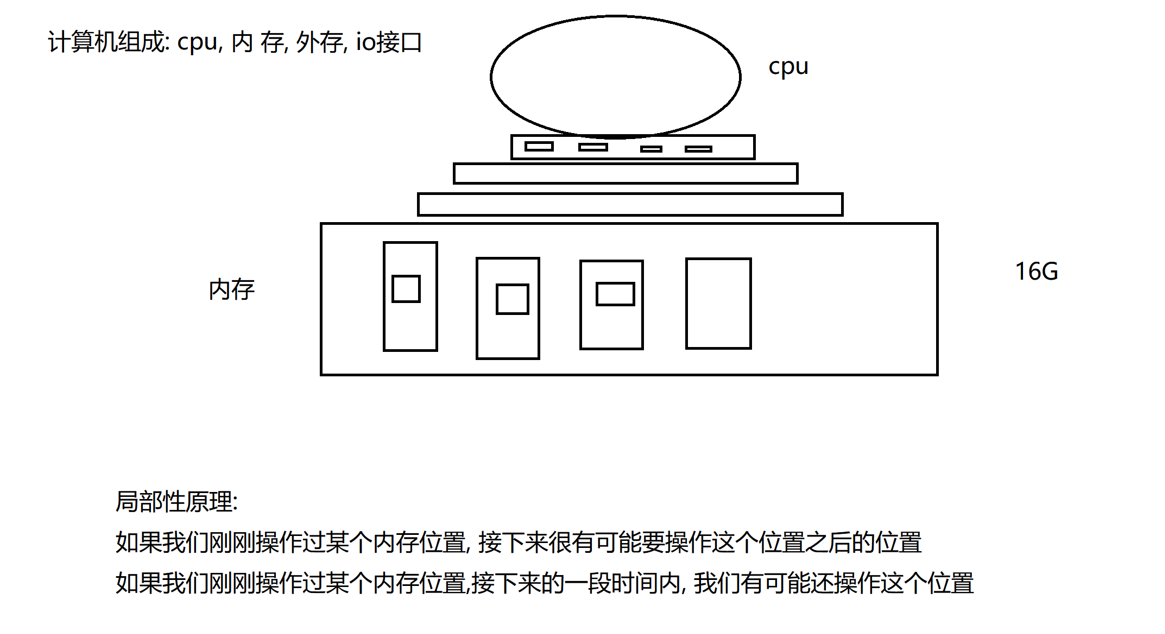 计算机组成: cpu, 内 存, 外存, io接口
cpu
内存
16G
局部性原理:
如果我们刚刚操作过某个内存位置, 接下来很有可能要操作这个位置之后的位置
如果我们刚刚操作过某个内存位置,接下来的一段时间内, 我们有可能还操作这个位置